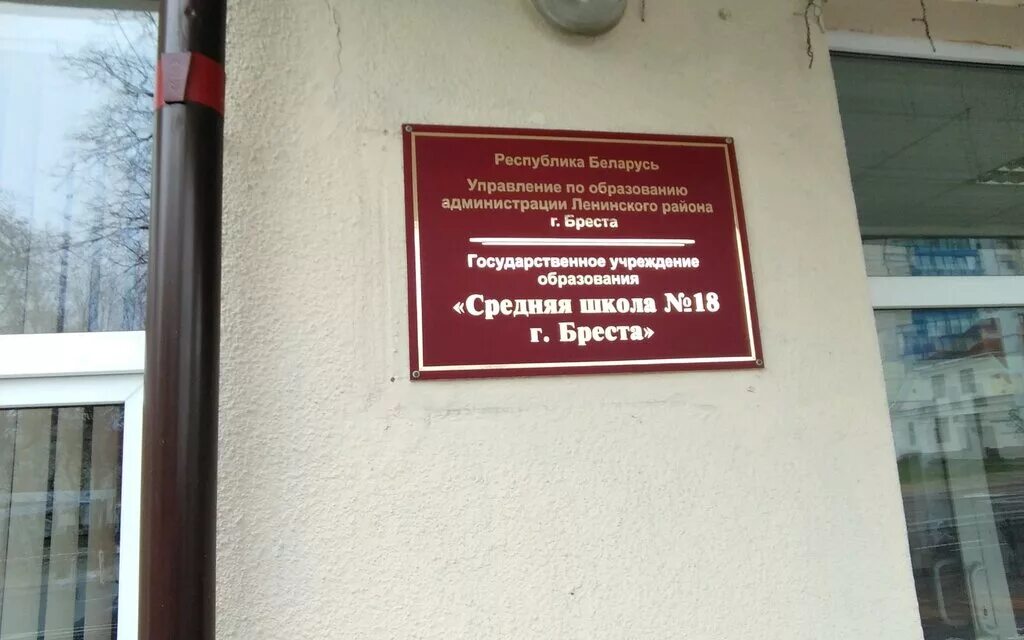 Республика Беларусь
Управление по образованию
администрации Ленинского района
г. Бреста
Государственное учреждение
образования
«Средняя школа №18
г. Бреста»